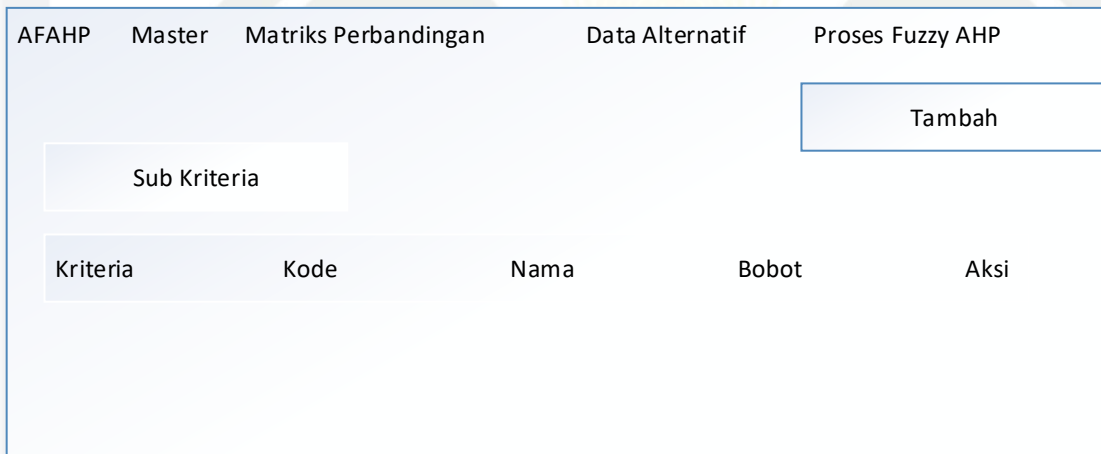 AFAHP Master Matriks Perbandingan Data Alternatif Proses Fuzzy AHP
Tambah
Sub Kriteria
Kriteria Kode Nama Bobot Aksi